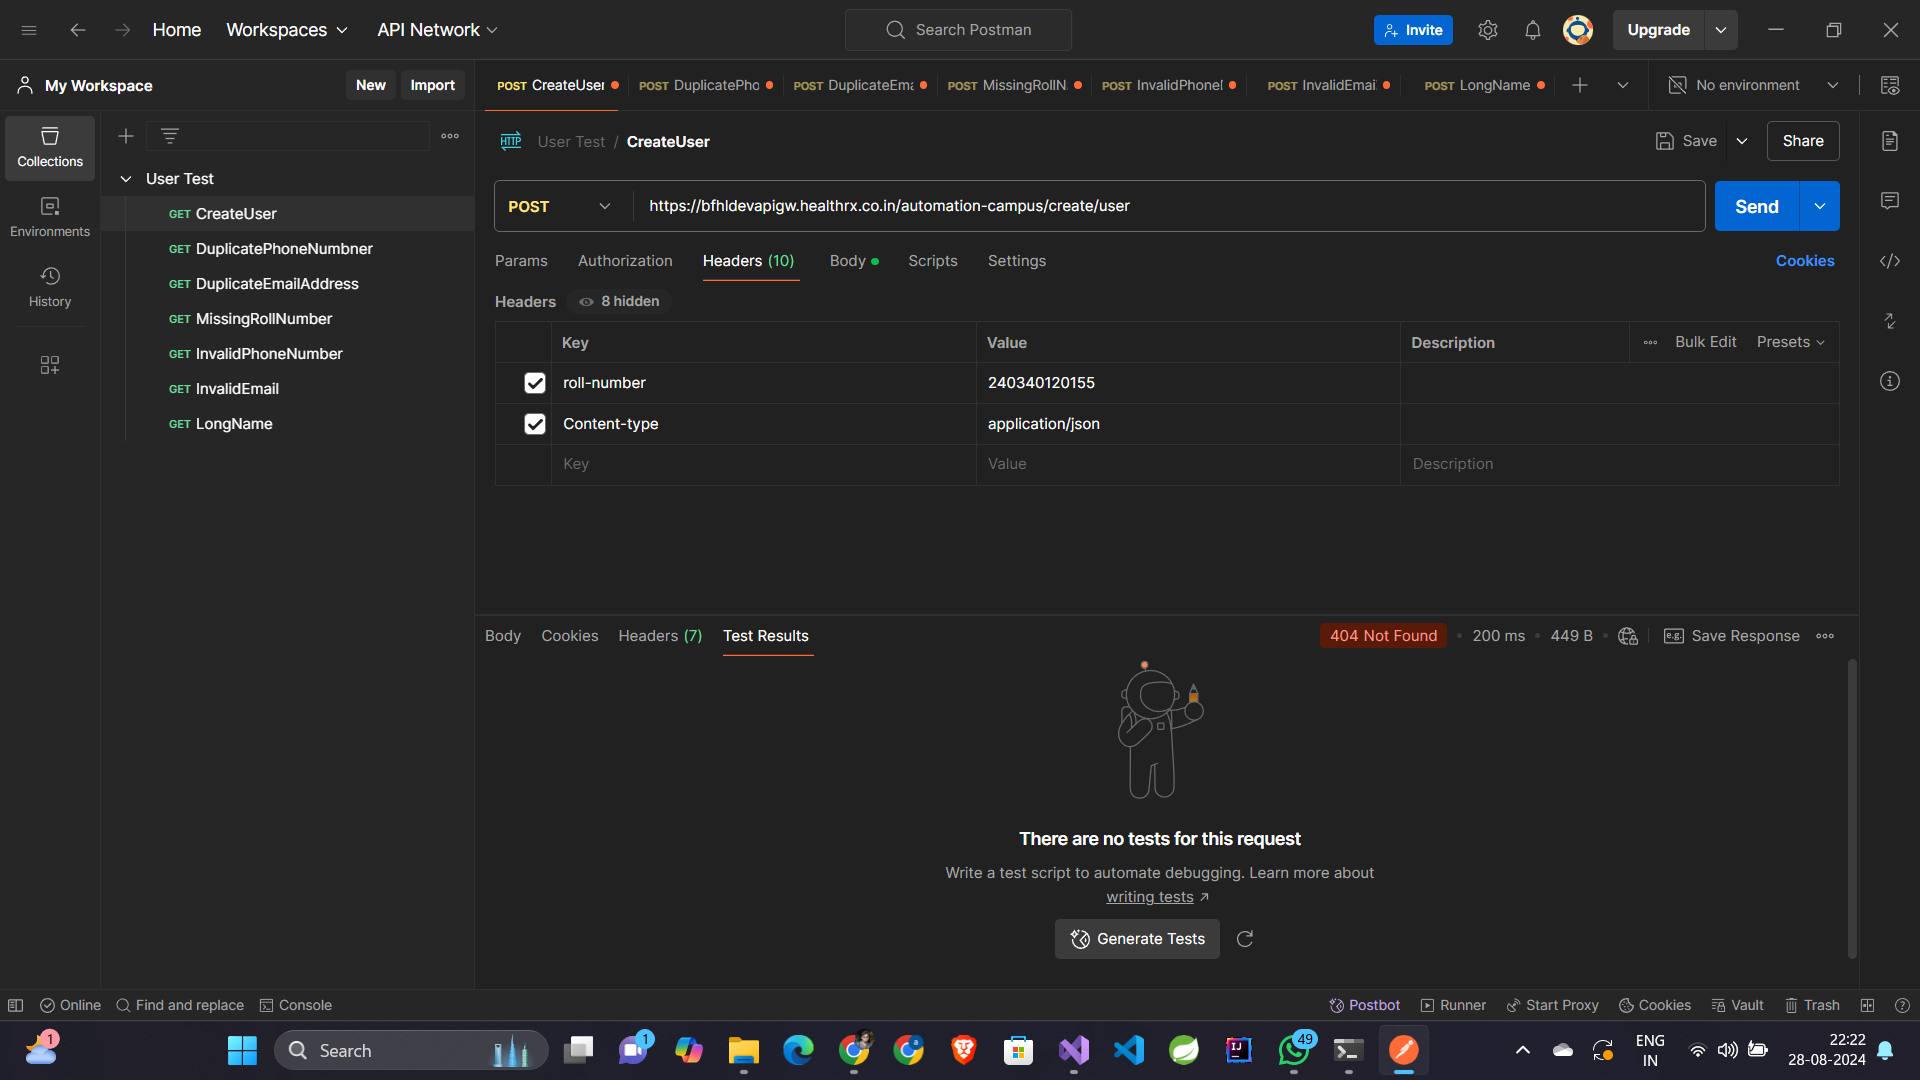 Home
Workspaces
API Network
Search Postman
Invite
Upgrade
My Workspace
New
Import
POST CreateUser
POST DuplicatePho
POST DuplicateEma
POST MissingRollN
POST InvalidPhoneI
POST InvalidEmai
POST LongName
No environment
Collections
Environments
History
User Test
GET CreateUser
GET DuplicatePhoneNumbner
GET DuplicateEmailAddress
GET MissingRollNumber
GET InvalidPhoneNumber
GET InvalidEmail
GET LongName
HTTP
User Test / CreateUser
Save
Share
POST
https://bfhldevapigw.healthrx.co.in/automation-campus/create/user
Send
Params
Authorization
Headers (10)
Body
Scripts
Settings
Cookies
Headers
8 hidden
Key
Value
Description
Bulk Edit
Presets
roll-number
240340120155
Content-type
application/json
Key
Value
Description
Body
Cookies
Headers (7)
Test Results
404 Not Found
200 ms
449 B
e.g.
Save Response
There are no tests for this request
Write a test script to automate debugging. Learn more about
writing tests
Generate Tests
Online
Find and replace
Console
Postbot
Runner
Start Proxy
Cookies
Vault
Trash
1
Search
1
a
IJ
49
ENG
IN
22:22
28-08-2024